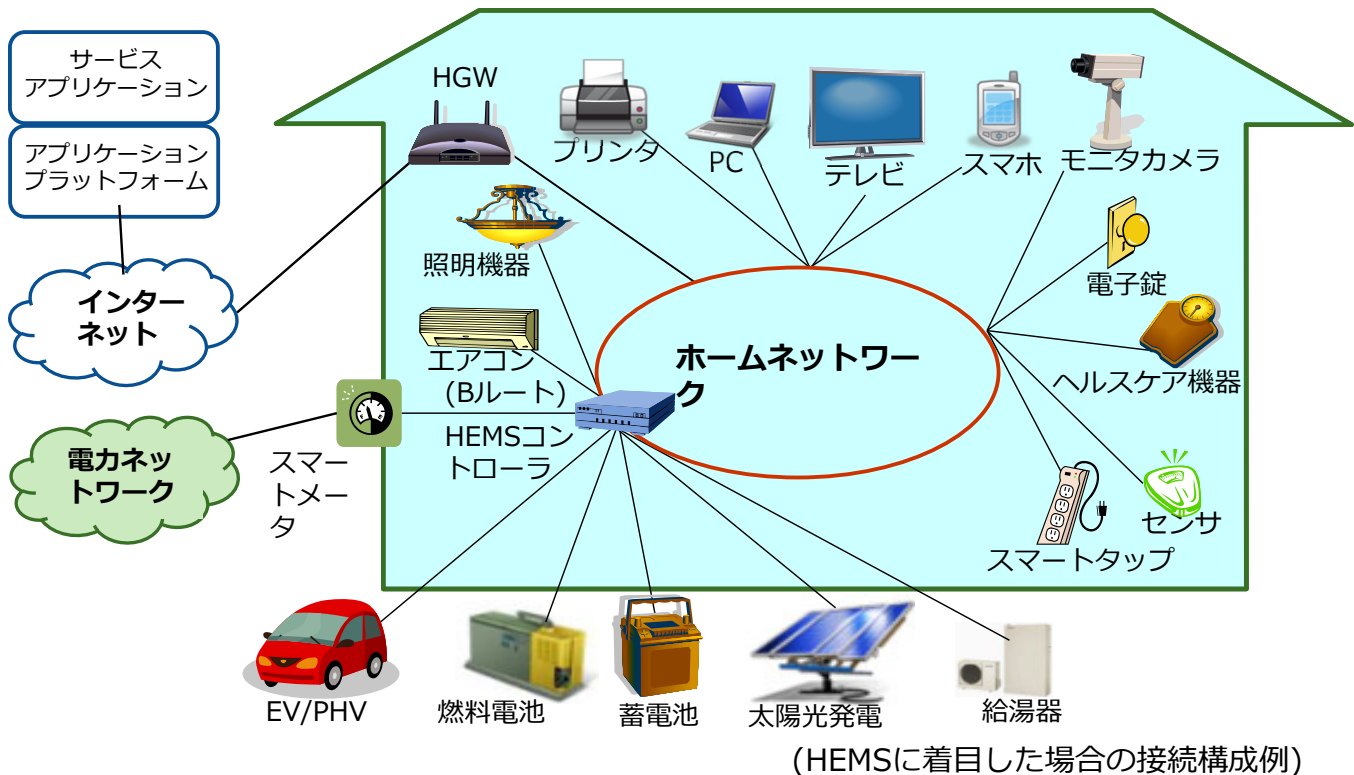 サービス
アプリケーション
アプリケーション
プラットフォーム
インター
ネット
電力ネッ
トワーク
スマー
トメー
タ
HGW
プリンタ
PC
テレビ
スマホ
モニタカメラ
照明機器
電子錠
エアコン
(Bルート)
ホームネットワー
ク
ヘルスケア機器
HEMSコン
トローラ
センサ
スマートタップ
EV/PHV
燃料電池
蓄電池
太陽光発電
給湯器
(HEMSに着目した場合の接続構成例)